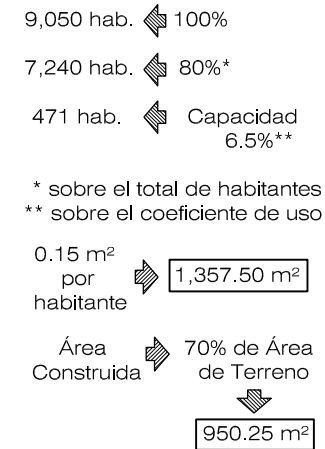 9,050 hab. 100%
7,240 hab. 80%*
471 hab. Capacidad
6.5%**
* sobre el total de habitantes
** sobre el coeficiente de uso
0.15 m²
por
habitante
1,357.50 m²
Área
Construida
70% de Área
de Terreno
950.25 m²